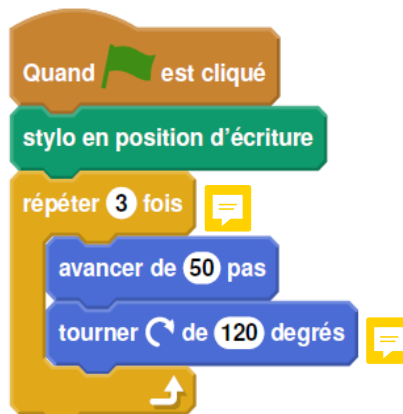 Quand est cliqué
stylo en position d'écriture
répéter 3 fois
avancer de 50 pas
tourner de 120 degrés